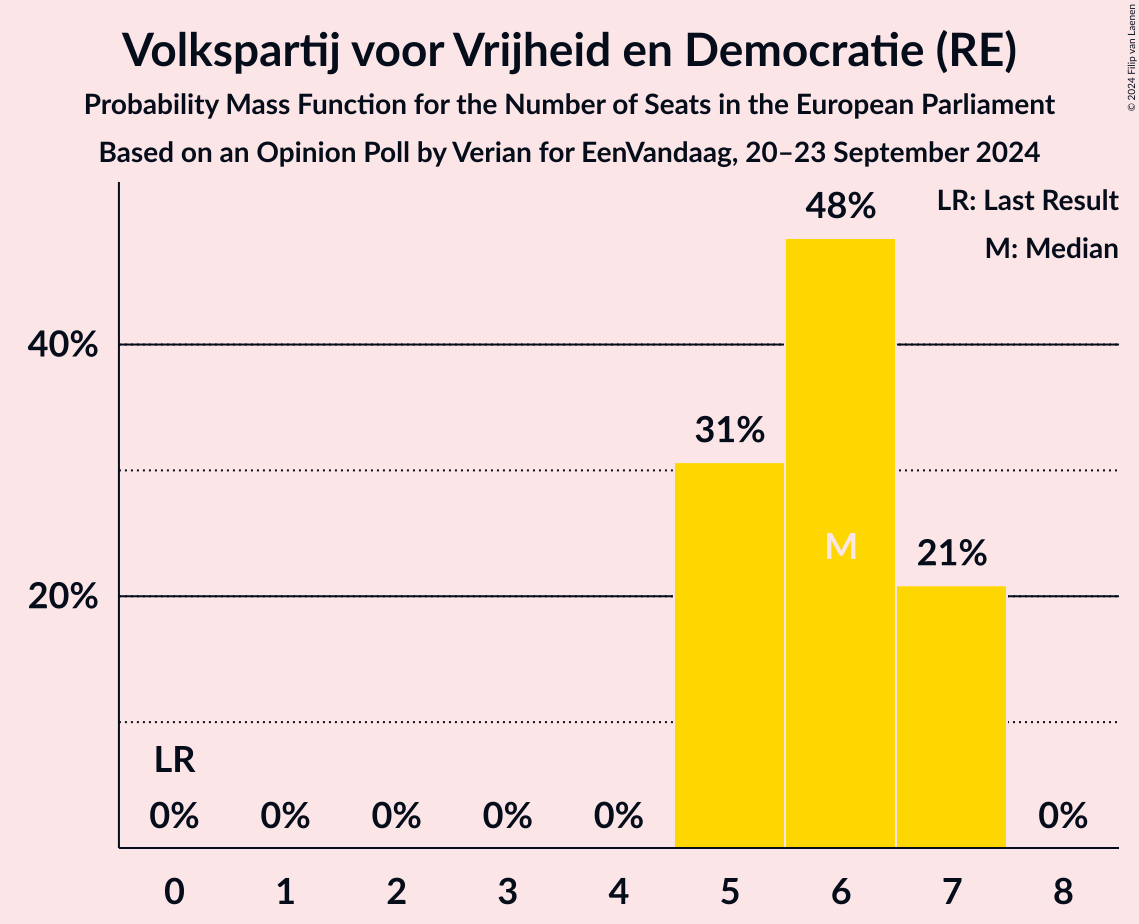 Volkspartij voor Vrijheid en Democratie (RE)
Probability Mass Function for the Number of Seats in the European Parliament
Based on an Opinion Poll by Verian for EenVandaag, 20–23 September 2024
© 2024 Filip van Laenen
LR: Last Result
M: Median
48%
40%
31%
M
21%
20%
LR
0% 0% 0% 0% 0% 0%
0 1 2 3 4 5 6 7 8